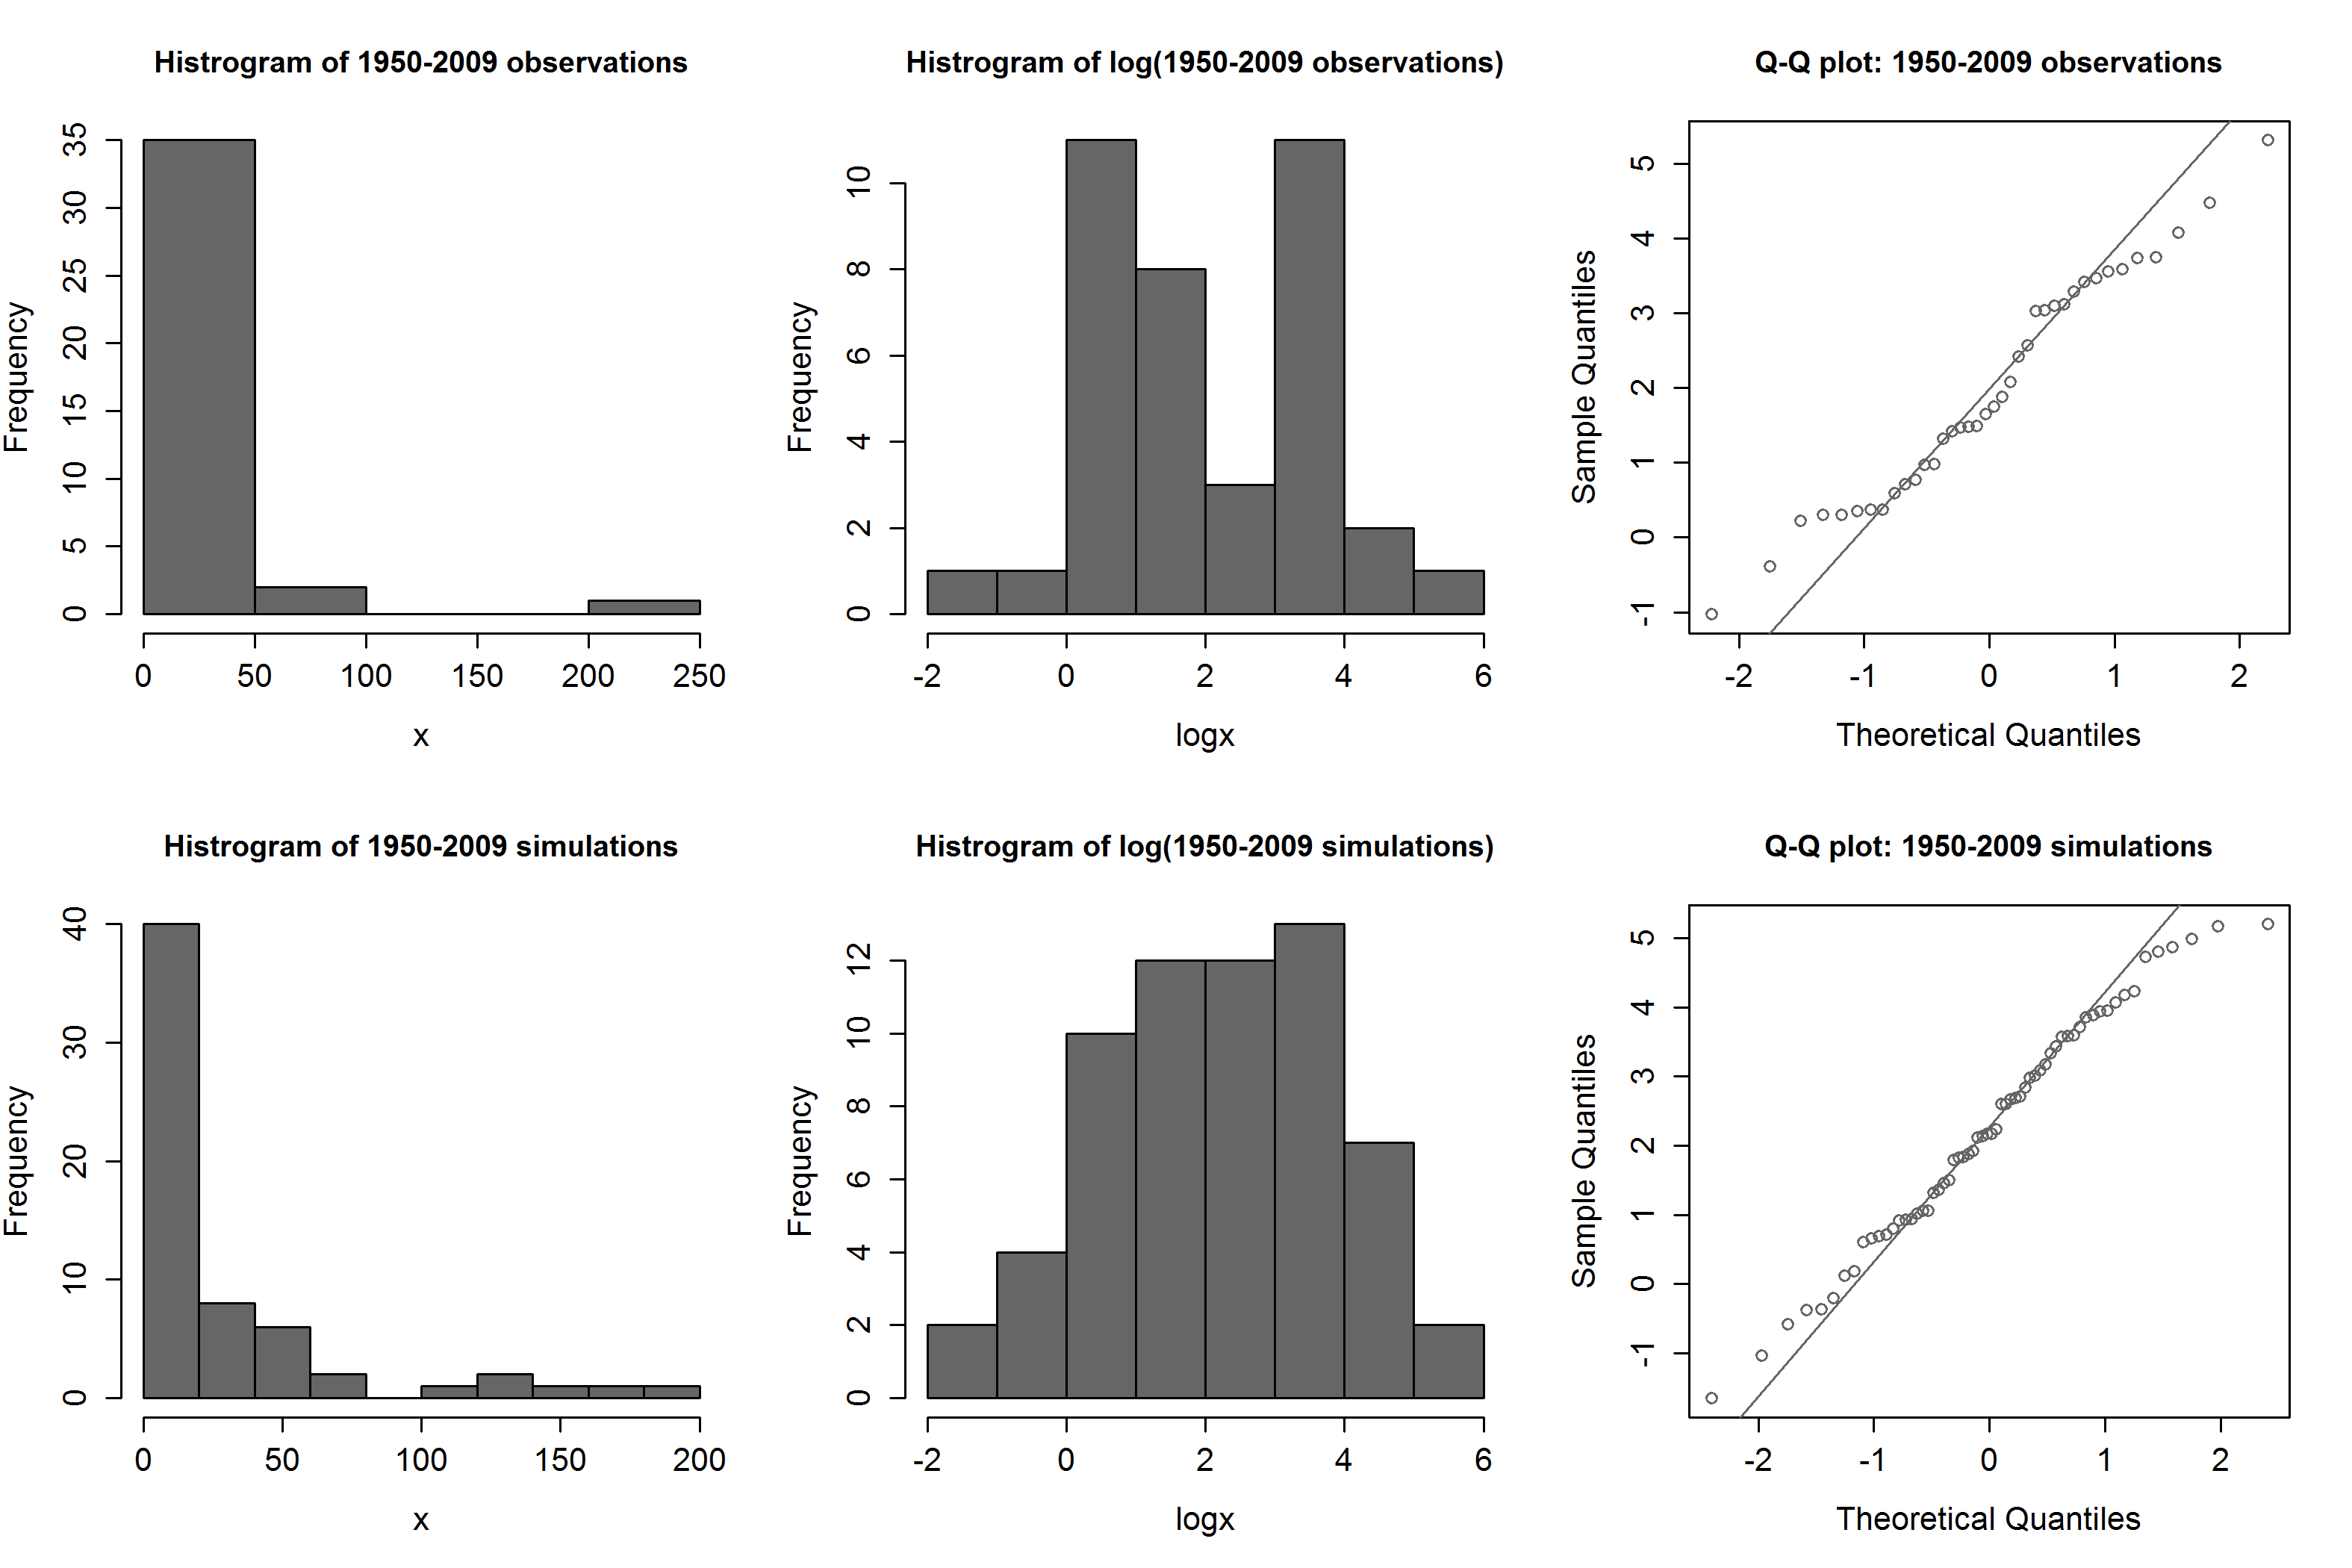 Histrogram of 1950-2009 observations
Frequency
0 5 10 15 20 25 30 35
0 50 100 150 200 250
x
Histrogram of log(1950-2009 observations)
Frequency
0 2 4 6 8 10
-2 0 2 4 6
logx
Q-Q plot: 1950-2009 observations
Sample Quantiles
-1 0 1 2 3 4 5
-2 -1 0 1 2
Theoretical Quantiles
Histrogram of 1950-2009 simulations
Frequency
0 10 20 30 40
0 50 100 150 200
x
Histrogram of log(1950-2009 simulations)
Frequency
0 2 4 6 8 10 12
-2 0 2 4 6
logx
Q-Q plot: 1950-2009 simulations
Sample Quantiles
-1 0 1 2 3 4 5
-2 -1 0 1 2
Theoretical Quantiles